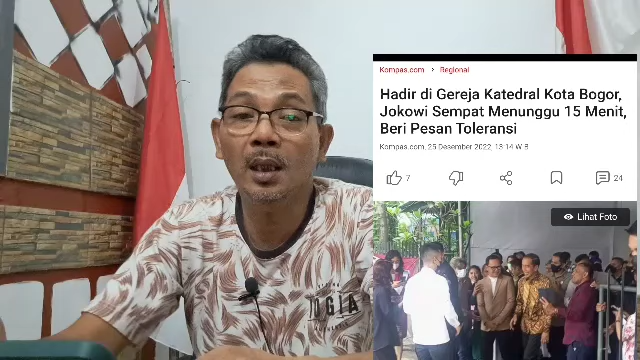 Kompas.com > Regional
Hadir di Gereja Katedral Kota Bogor,
Jokowi Sempat Menunggu 15 Menit,
Beri Pesan Toleransi
Kompas.com, 25 Desember 2022, 13:14 WIB
7
24
Lihat Foto
JOGJA